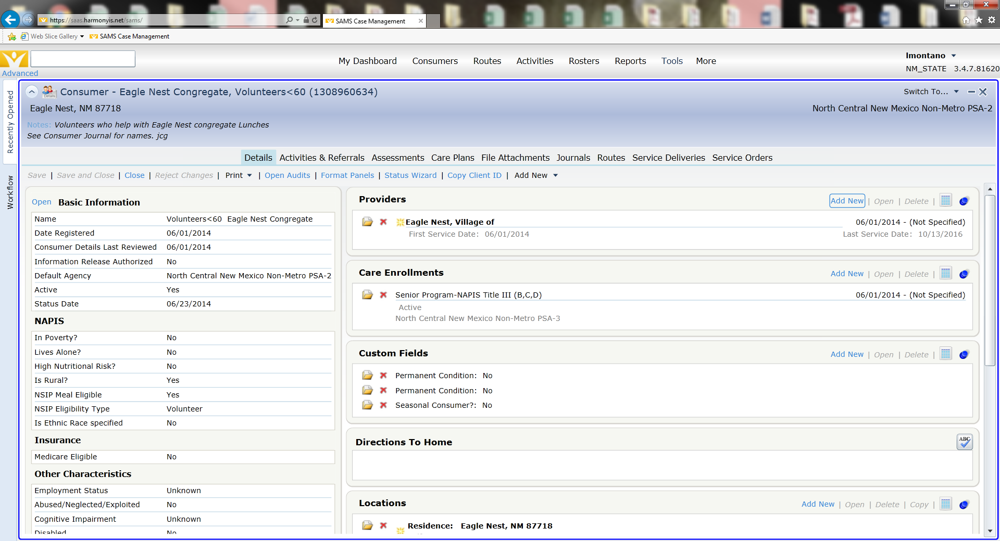 https://saas.harmonyis.net/sams/
SAMS Case Management
Web Slice Gallery
SAMS Case Management
Advanced
My Dashboard Consumers Routes Activities Rosters Reports Tools More
lmontano
NM_STATE 3.4.7.81620
Recently Opened
Workflow
Details
Consumer - Eagle Nest Congregate, Volunteers<60 (1308960634)
Switch To...
Eagle Nest, NM 87718
North Central New Mexico Non-Metro PSA-2
Notes: Volunteers who help with Eagle Nest congregate Lunches
See Consumer Journal for names. jcg
Details Activities & Referrals Assessments Care Plans File Attachments Journals Routes Service Deliveries Service Orders
Save | Save and Close | Close | Reject Changes | Print | Open Audits | Format Panels | Status Wizard | Copy Client ID | Add New
Open Basic Information
Name Volunteers<60 Eagle Nest Congregate
Date Registered 06/01/2014
Consumer Details Last Reviewed 06/01/2014
Information Release Authorized No
Default Agency North Central New Mexico Non-Metro PSA-2
Active Yes
Status Date 06/23/2014
NAPIS
In Poverty? No
Lives Alone? No
High Nutritional Risk? No
Is Rural? Yes
NSIP Meal Eligible Yes
NSIP Eligibility Type Volunteer
Is Ethnic Race specified No
Insurance
Medicare Eligible No
Other Characteristics
Employment Status Unknown
Abused/Neglected/Exploited No
Cognitive Impairment Unknown
Disabled No
Providers
Add New | Open | Delete |
Eagle Nest, Village of 06/01/2014 - (Not Specified)
First Service Date: 06/01/2014 Last Service Date: 10/13/2016
Care Enrollments
Add New | Open | Delete |
Senior Program-NAPIS Title III (B,C,D) 06/01/2014 - (Not Specified)
Active
North Central New Mexico Non-Metro PSA-3
Custom Fields
Add New | Open | Delete |
Permanent Condition: No
Permanent Condition: No
Seasonal Consumer?: No
Directions To Home
ABC
Locations
Add New | Open | Delete | Copy |
Residence: Eagle Nest, NM 87718